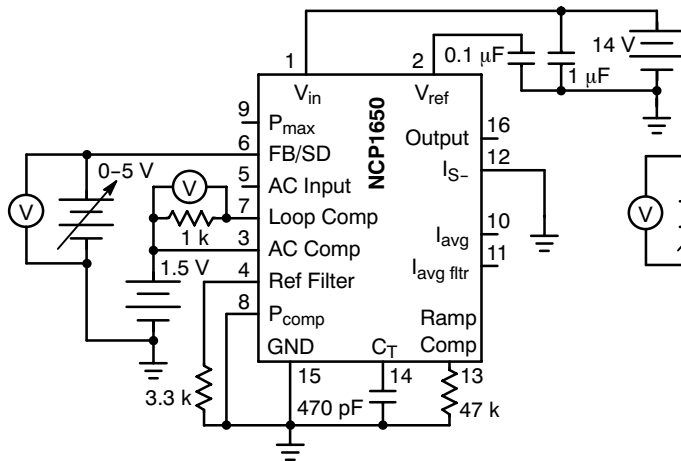 1
2
0.1 µF
1 µF
14 V
Vin
Vref
NCP1650
9
Pmax
Output
16
6
FB/SD
IS–
12
0–5 V
V
5
AC Input
V
7
Loop Comp
1 k
3
AC Comp
Iavg
10
1.5 V
4
Ref Filter
Iavg fltr
11
V
8
Pcomp
Ramp
Comp
GND
CT
15
14
13
3.3 k
470 pF
47 k